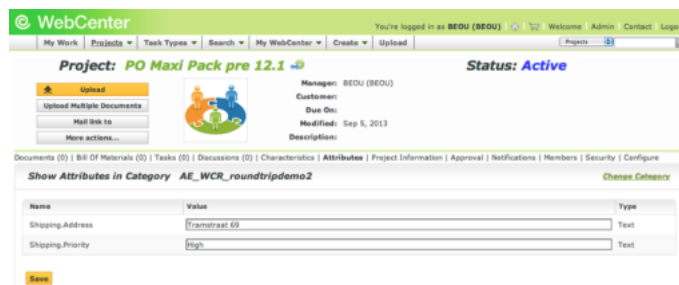 WebCenter
You're logged in as BEOU (BEOU) | Welcome | Admin | Contact | Logo
My Work | Projects | Task Types | Search | My WebCenter | Create | Upload
Projects
Project: PO Maxi Pack pre 12.1
Status: Active
Upload
Upload Multiple Documents
Mail link to
More actions...
Manager: BEOU (BEOU)
Customer:
Due On:
Modified: Sep 5, 2013
Description:
Documents (0) | Bill Of Materials (0) | Tasks (0) | Discussions (0) | Characteristics | Attributes | Project Information | Approval | Notifications | Members | Security | Configure
Show Attributes in Category AE_WCR_roundtripdemo2
Change Category
Name Value Type
Shipping.Address Tramstraat 69 Text
Shipping.Priority High Text
Save